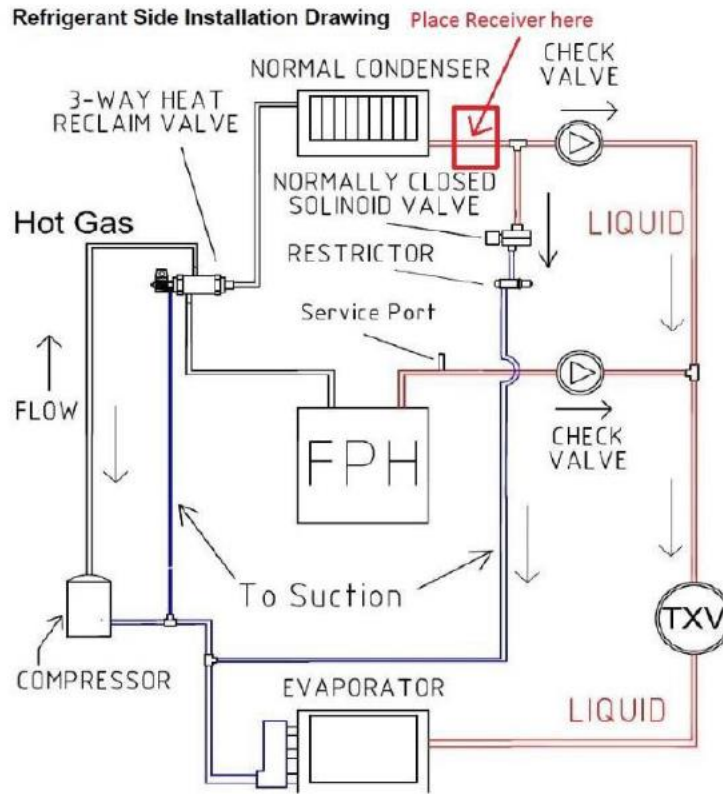 Refrigerant Side Installation Drawing
Place Receiver here
NORMAL CONDENSER
CHECK
VALVE
3-WAY HEAT
RECLAIM VALVE
NORMALLY CLOSED
SOLINOID VALVE
LIQUID
Hot Gas
RESTRICTOR
Service Port
FLOW
FPH
CHECK
VALVE
To Suction
TXV
COMPRESSOR
EVAPORATOR
LIQUID